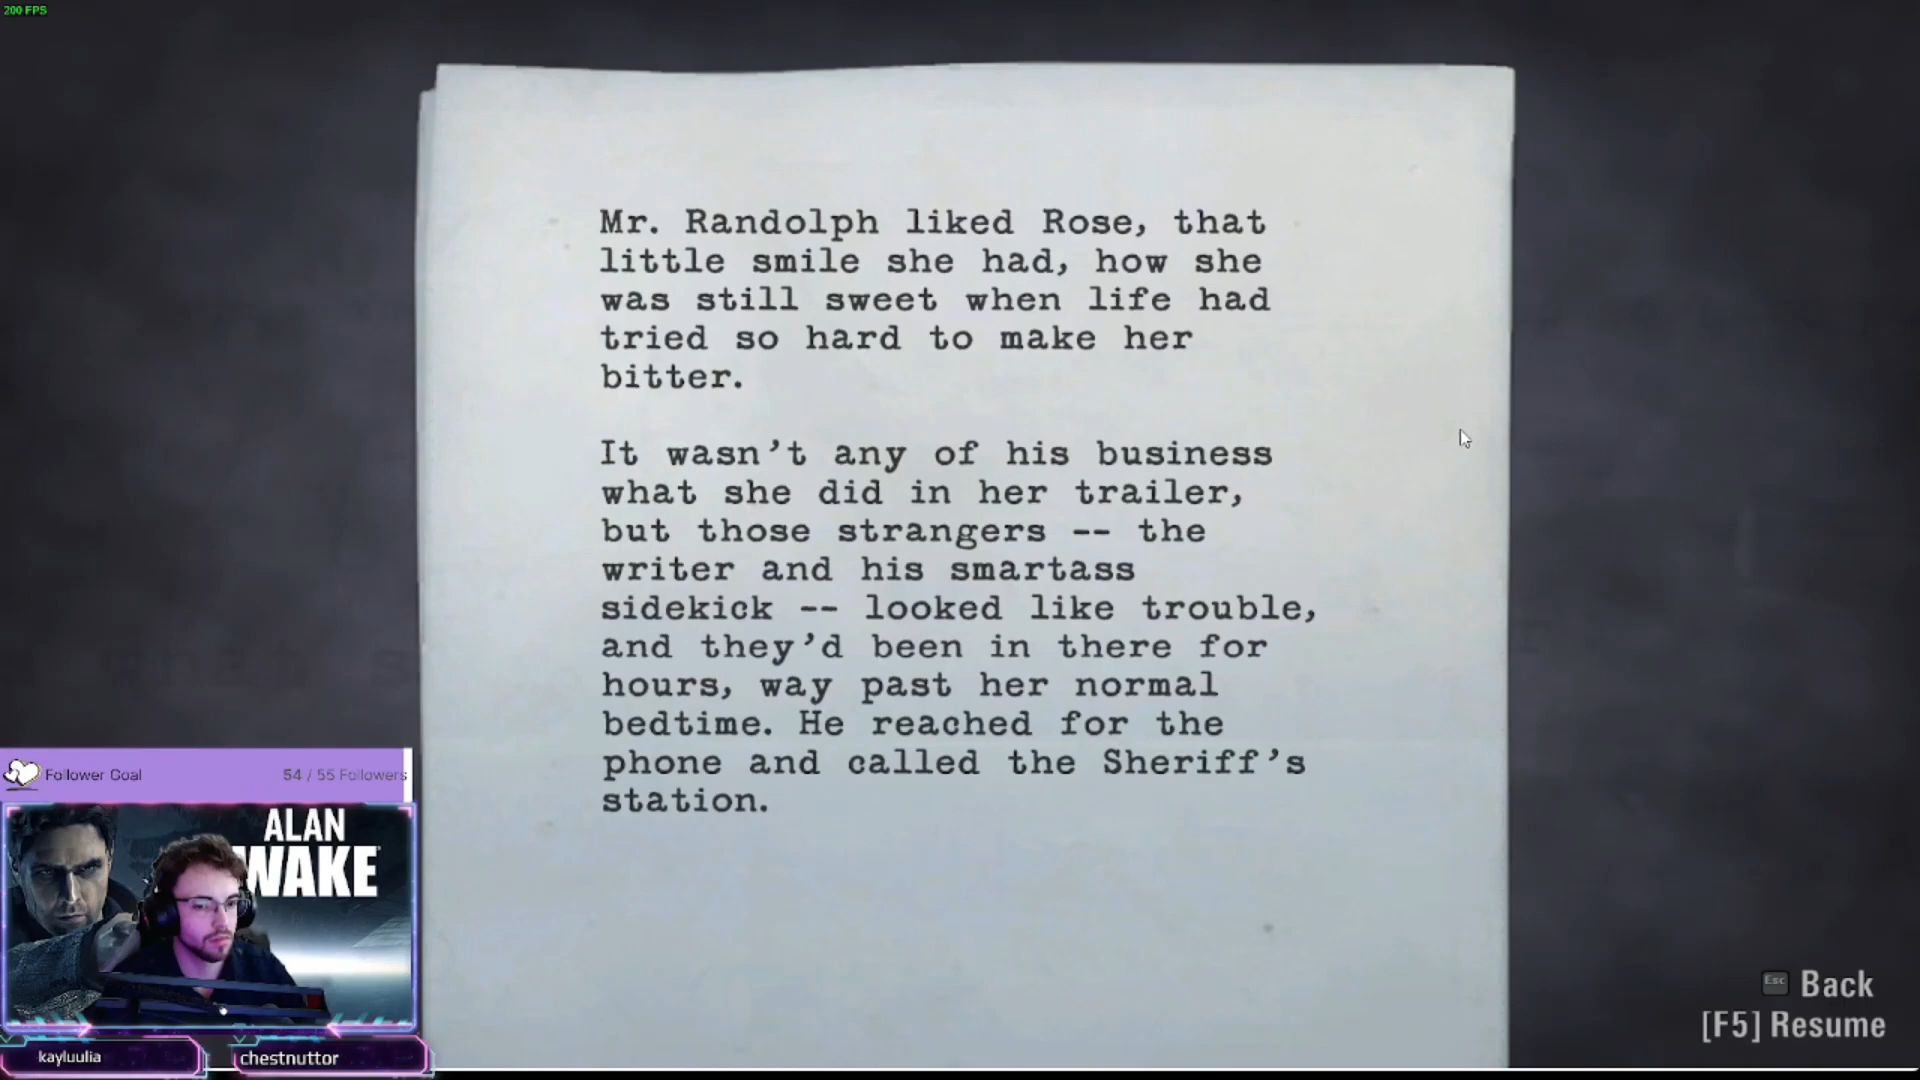 200 FPS
Mr. Randolph liked Rose, that
little smile she had, how she
was still sweet when life had
tried so hard to make her
bitter.
It wasn't any of his business
what she did in her trailer,
but those strangers -- the
writer and his smartass
sidekick -- looked like trouble,
and they'd been in there for
hours, way past her normal
bedtime. He reached for the
phone and called the Sheriff's
station.
Follower Goal 54 / 55 Followers
ALAN
WAKE
kayluulia
chestnuttor
Esc Back
[F5] Resume